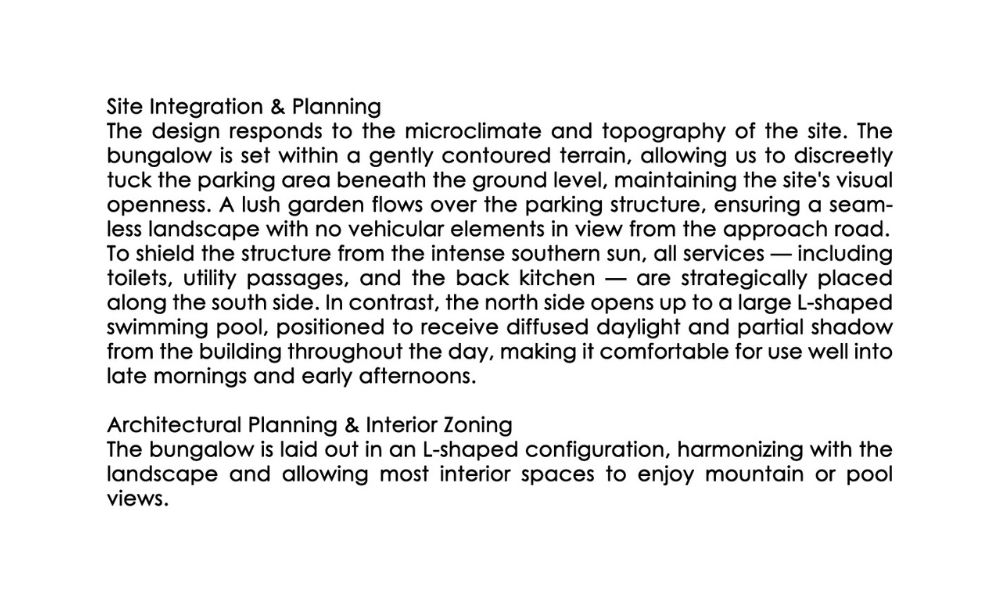 Site Integration & Planning
The design responds to the microclimate and topography of the site. The
bungalow is set within a gently contoured terrain, allowing us to discreetly
tuck the parking area beneath the ground level, maintaining the site's visual
openness. A lush garden flows over the parking structure, ensuring a seam-
less landscape with no vehicular elements in view from the approach road.
To shield the structure from the intense southern sun, all services — including
toilets, utility passages, and the back kitchen — are strategically placed
along the south side. In contrast, the north side opens up to a large L-shaped
swimming pool, positioned to receive diffused daylight and partial shadow
from the building throughout the day, making it comfortable for use well into
late mornings and early afternoons.
Architectural Planning & Interior Zoning
The bungalow is laid out in an L-shaped configuration, harmonizing with the
landscape and allowing most interior spaces to enjoy mountain or pool
views.